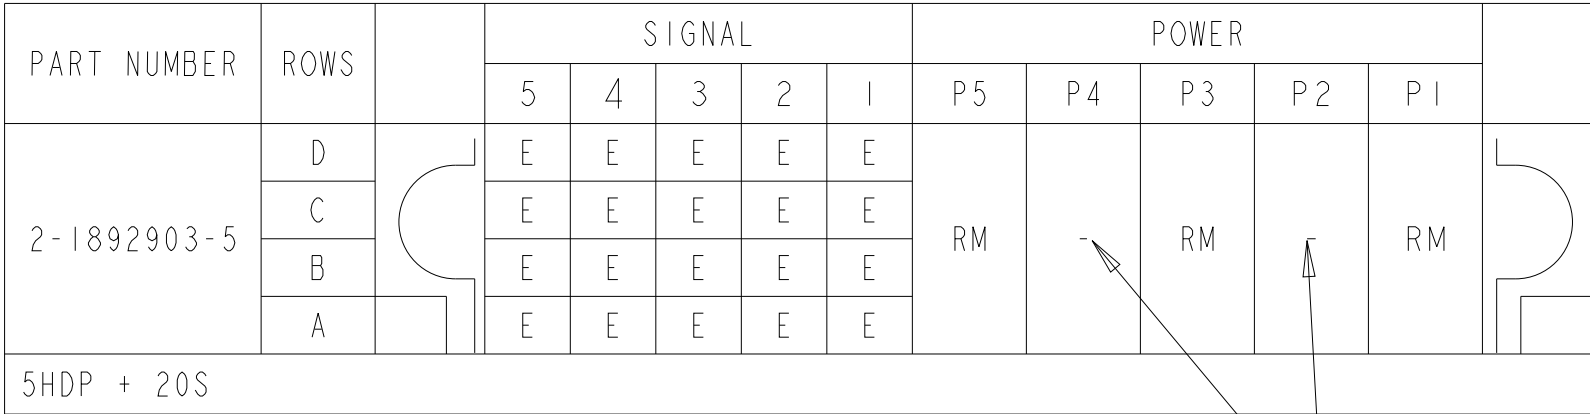 PART NUMBER ROWS SIGNAL POWER
5 4 3 2 1 P5 P4 P3 P2 P1
D E E E E E
C E E E E E
2-1892903-5 RM - RM - RM
B E E E E E
A E E E E E
5HDP + 20S